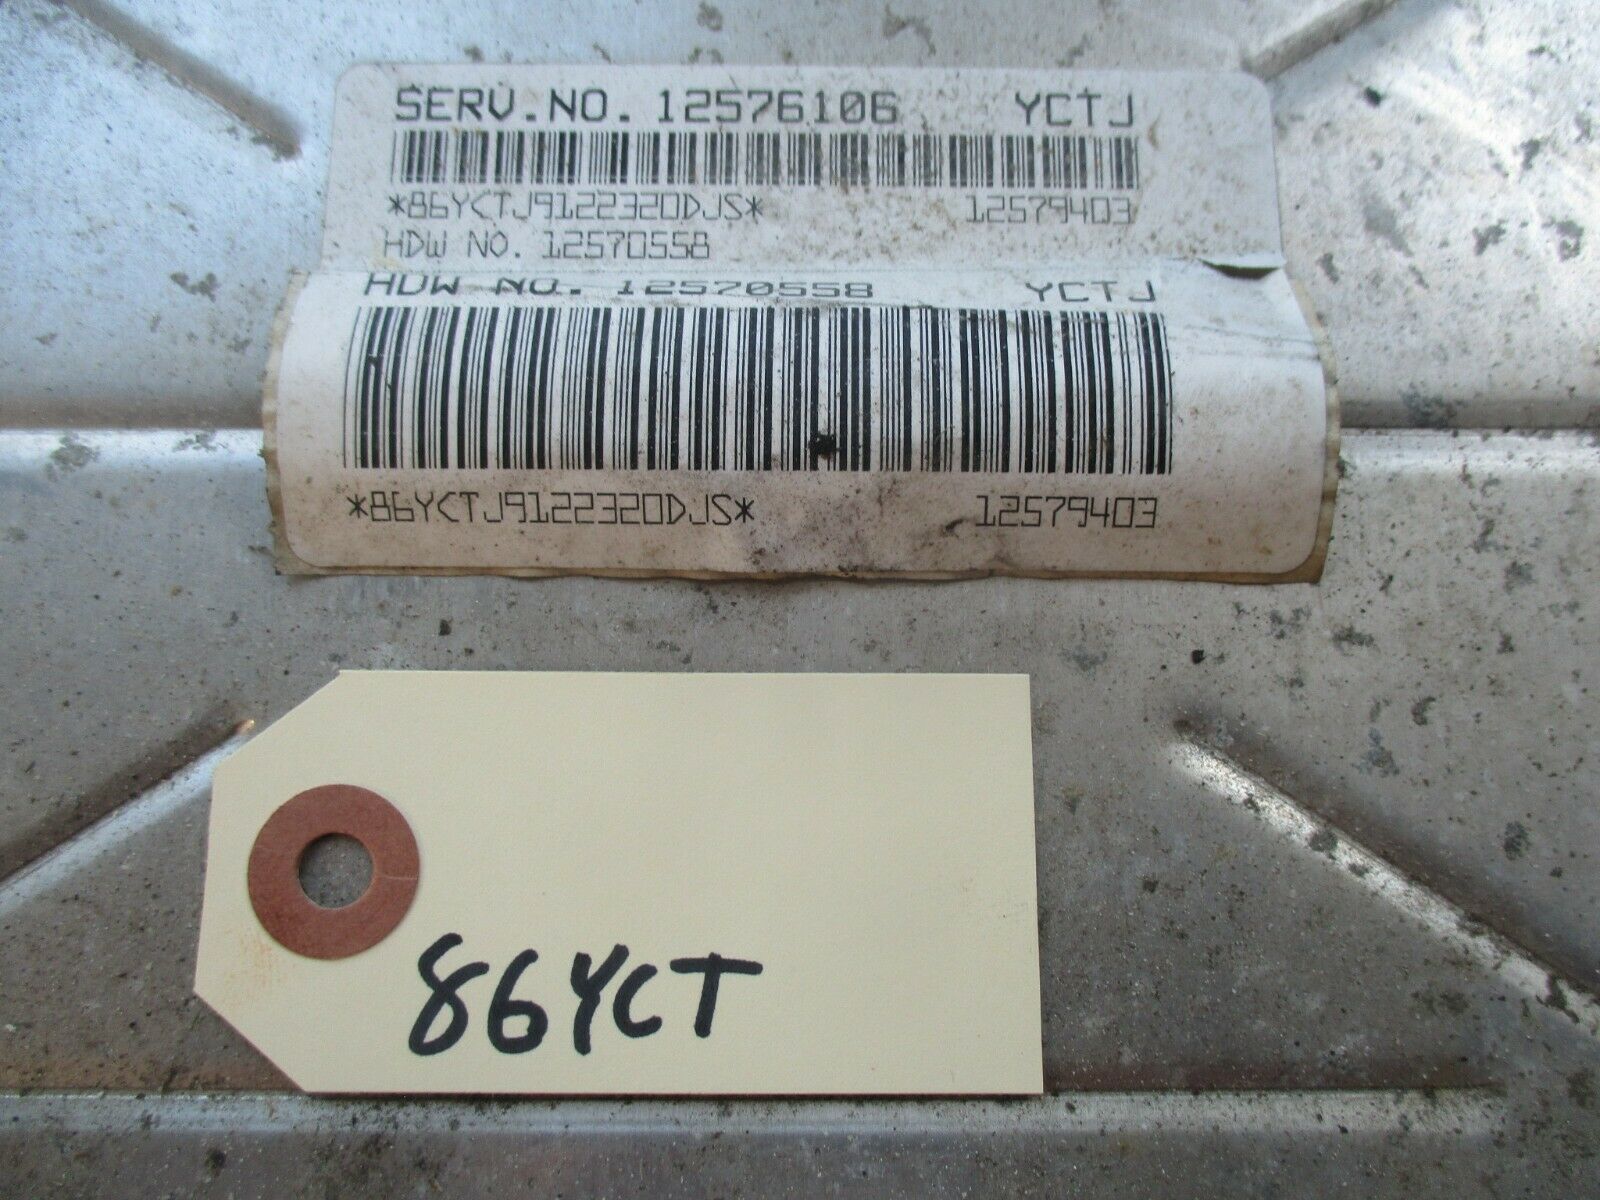 SERV.NO. 12576106 YCTJ
*86YCTJ9122320DJS* 12579403
HDW NO. 12570558
HDW NO. 12570558 YCTJ
*86YCTJ9122320DJS* 12579403
86YCT